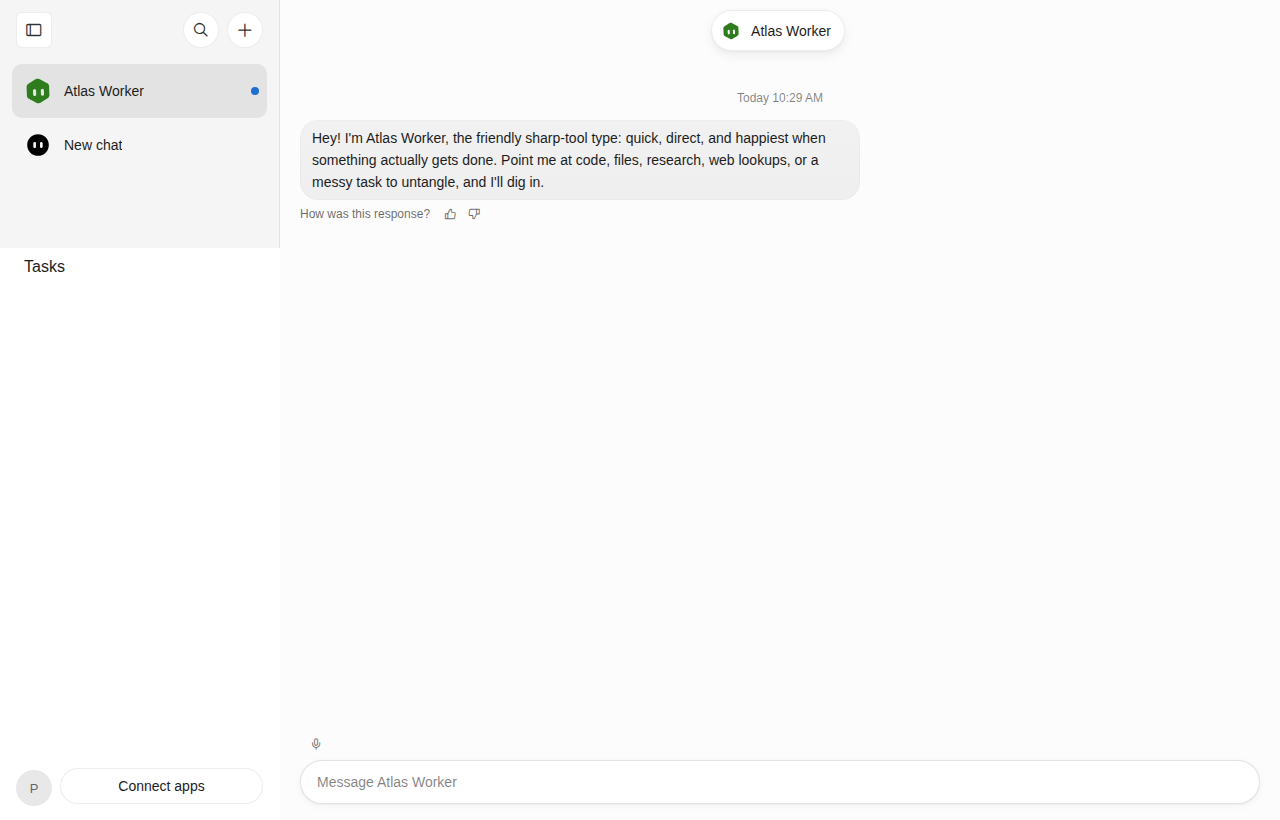 Atlas Worker
New chat
Tasks
P
Connect apps
Atlas Worker
Today 10:29 AM
Hey! I'm Atlas Worker, the friendly sharp-tool type: quick, direct, and happiest when
something actually gets done. Point me at code, files, research, web lookups, or a
messy task to untangle, and I'll dig in.
How was this response?
Message Atlas Worker